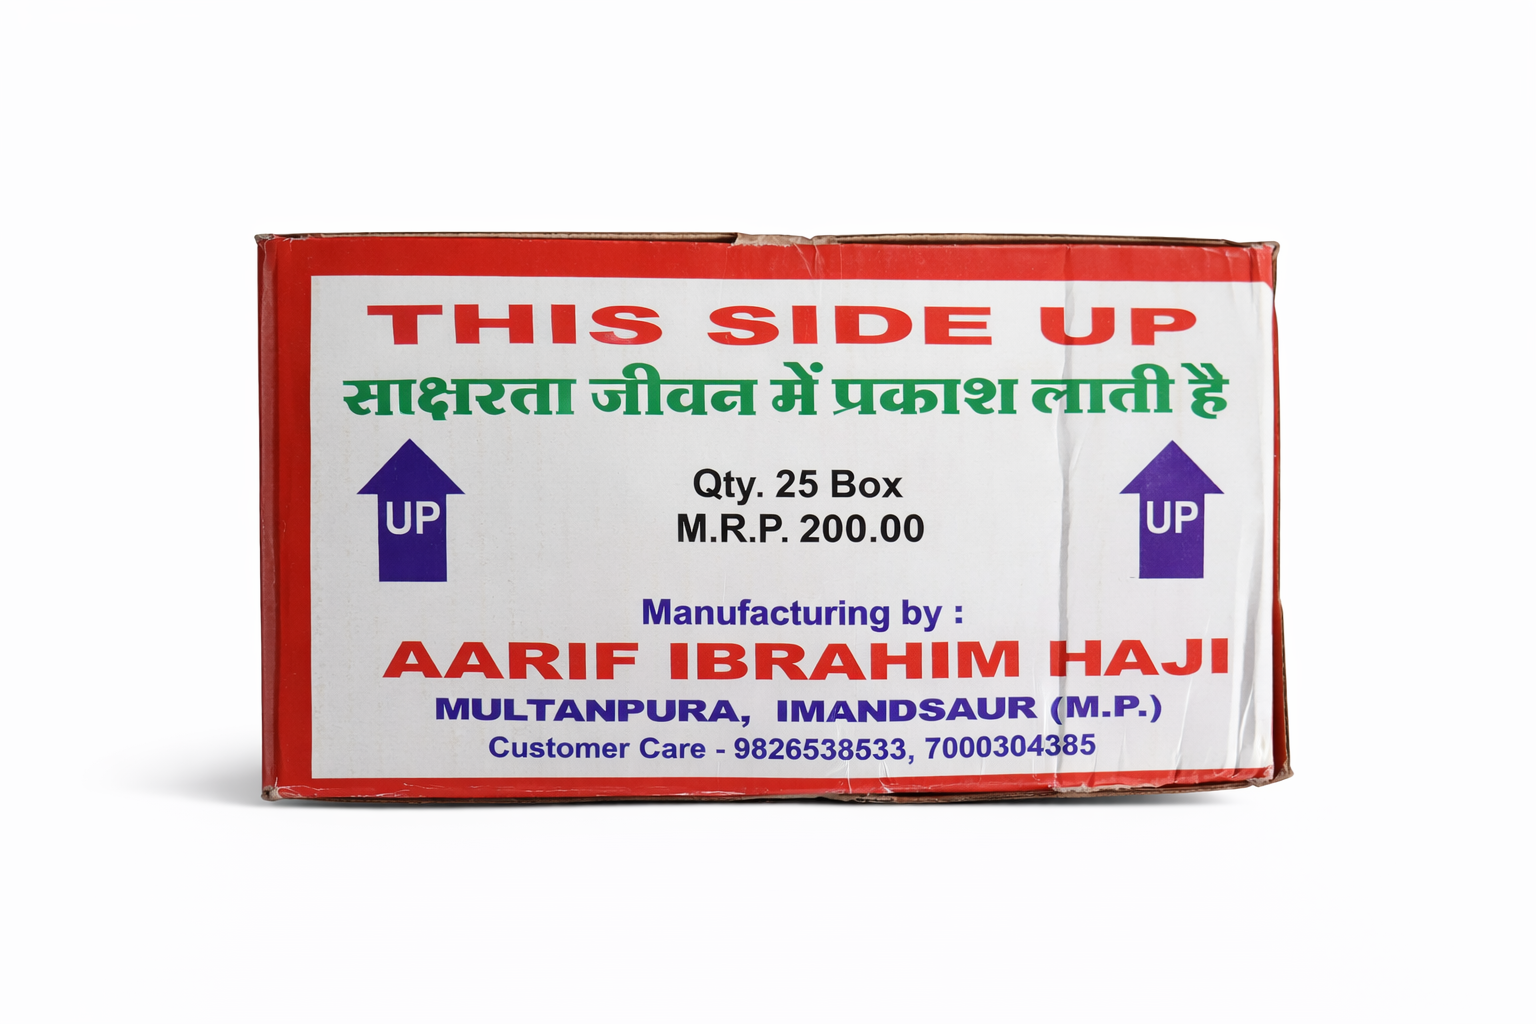 THIS SIDE UP
साक्षरता जीवन में प्रकाश लाती है
UP
UP
Qty. 25 Box
M.R.P. 200.00
Manufacturing by :
AARIF IBRAHIM HAJI
MULTANPURA, IMANDSAUR (M.P.)
Customer Care - 9826538533, 7000304385